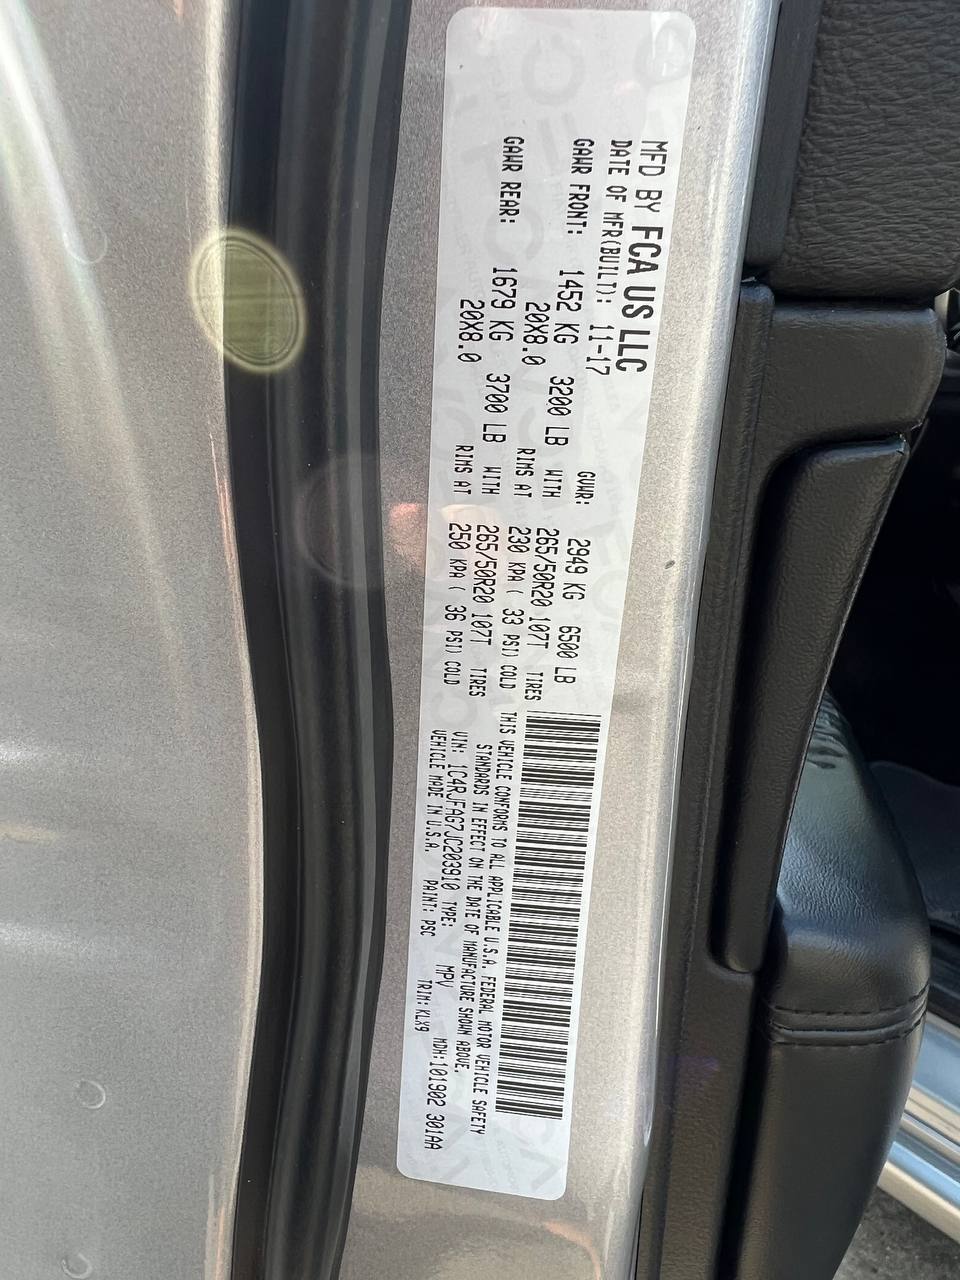 MFD BY FCA US LLC
DATE OF MFR(BUILT): 11-17 GVWR: 2949 KG 6500 LB
GAWR FRONT: 1452 KG 3200 LB WITH 265/50R20 107T TIRES
20X8.0 RIMS AT 230 KPA ( 33 PSI) COLD
GAWR REAR: 1679 KG 3700 LB WITH 265/50R20 107T TIRES
20X8.0 RIMS AT 250 KPA ( 36 PSI) COLD
THIS VEHICLE CONFORMS TO ALL APPLICABLE U.S.A. FEDERAL MOTOR VEHICLE SAFETY
STANDARDS IN EFFECT ON THE DATE OF MANUFACTURE SHOWN ABOVE.
VIN: 1C4RJFAG7JC203910 TYPE: MPV MDH:101902 301AA
VEHICLE MADE IN U.S.A. PAINT: PSC TRIM: KLX9